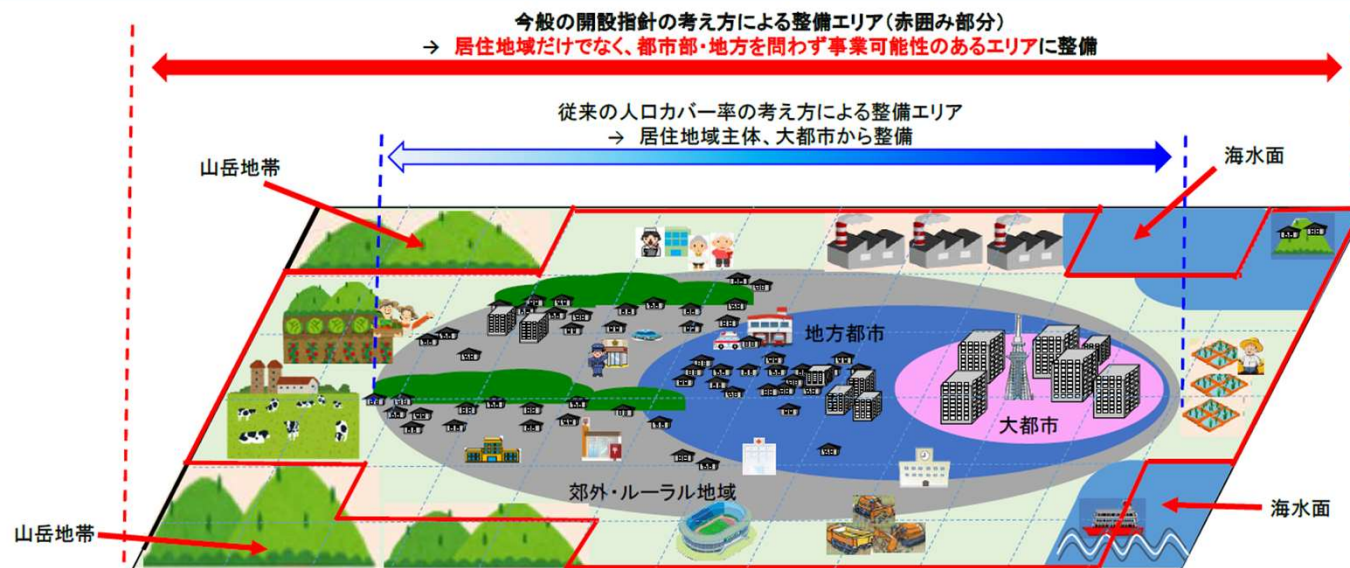 今般の開設指針の考え方による整備エリア(赤囲み部分)
→ 居住地域だけでなく、都市部・地方を問わず事業可能性のあるエリアに整備
従来の人口カバー率の考え方による整備エリア
→ 居住地域主体、大都市から整備
山岳地帯
海水面
地方都市
大都市
郊外・ルーラル地域
海水面
山岳地帯